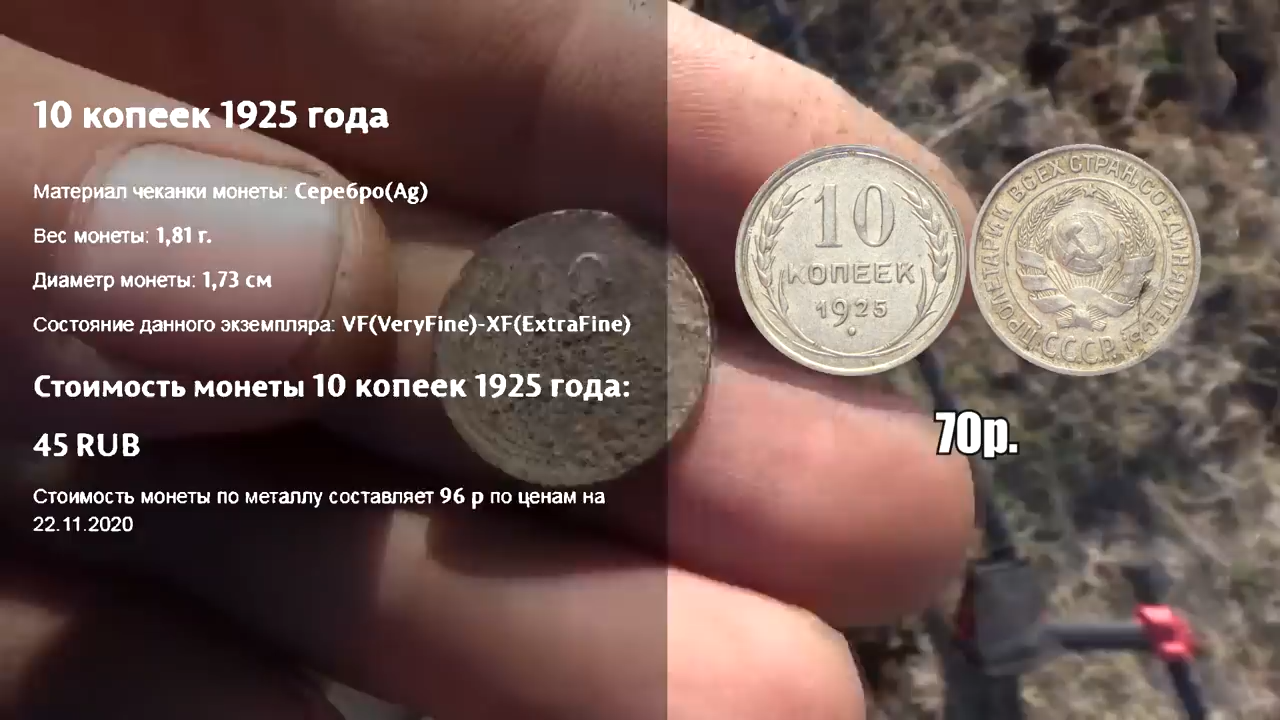 10 копеек 1925 года
Материал чеканки монеты: Серебро(Ag)
Вес монеты: 1,81 г.
Диаметр монеты: 1,73 см
Состояние данного экземпляра: VF(VeryFine)-XF(ExtraFine)
Стоимость монеты 10 копеек 1925 года:
45 RUB
Стоимость монеты по металлу составляет 96 р по ценам на
22.11.2020
10
КОПЕЕК
1925
ПРОЛЕТАРИИ ВСЕХ СТРАН, СОЕДИНЯЙТЕСЬ!
СССР
70р.